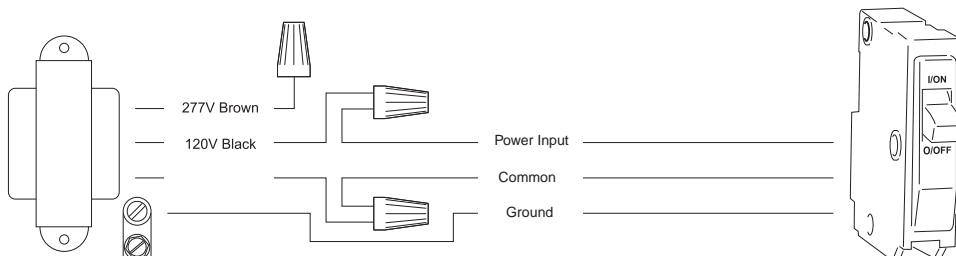 I/ON
277V Brown
120V Black
Power Input
O/OFF
Common
Ground